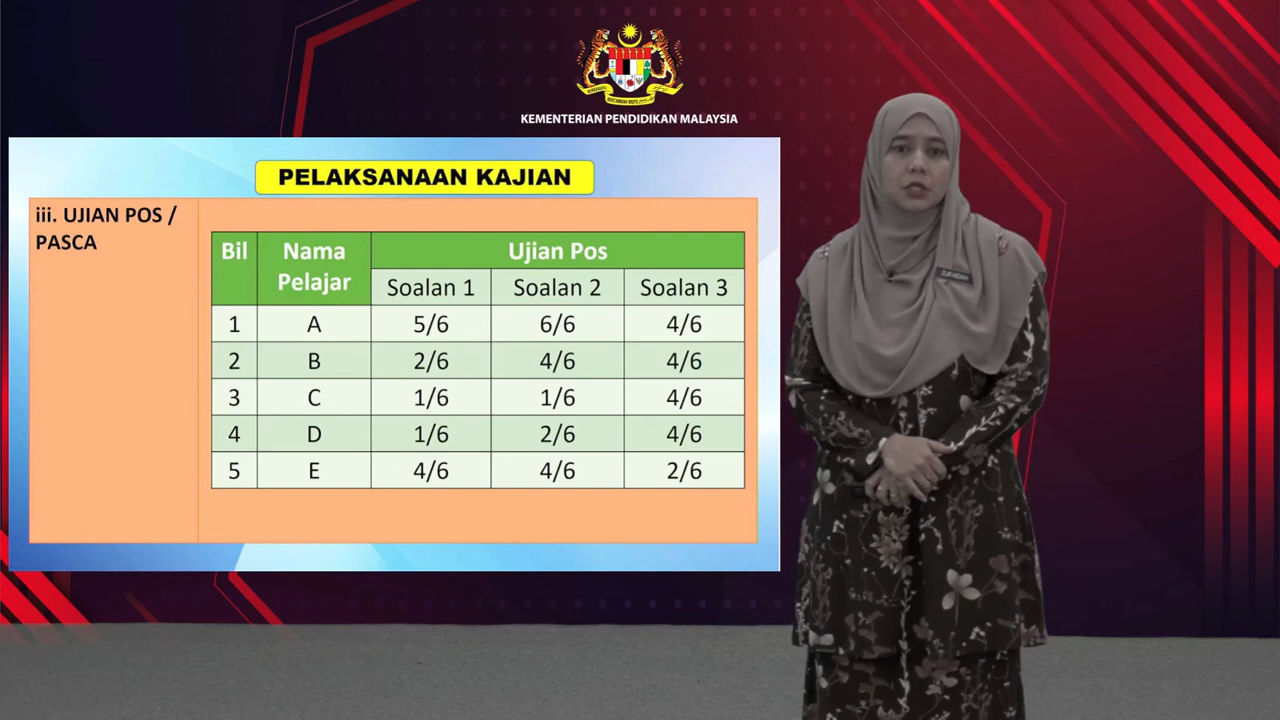 KEMENTERIAN PENDIDIKAN MALAYSIA
PELAKSANAAN KAJIAN
iii. UJIAN POS /
PASCA
Bil Nama Pelajar Ujian Pos
Soalan 1 Soalan 2 Soalan 3
1 A 5/6 6/6 4/6
2 B 2/6 4/6 4/6
3 C 1/6 1/6 4/6
4 D 1/6 2/6 4/6
5 E 4/6 4/6 2/6